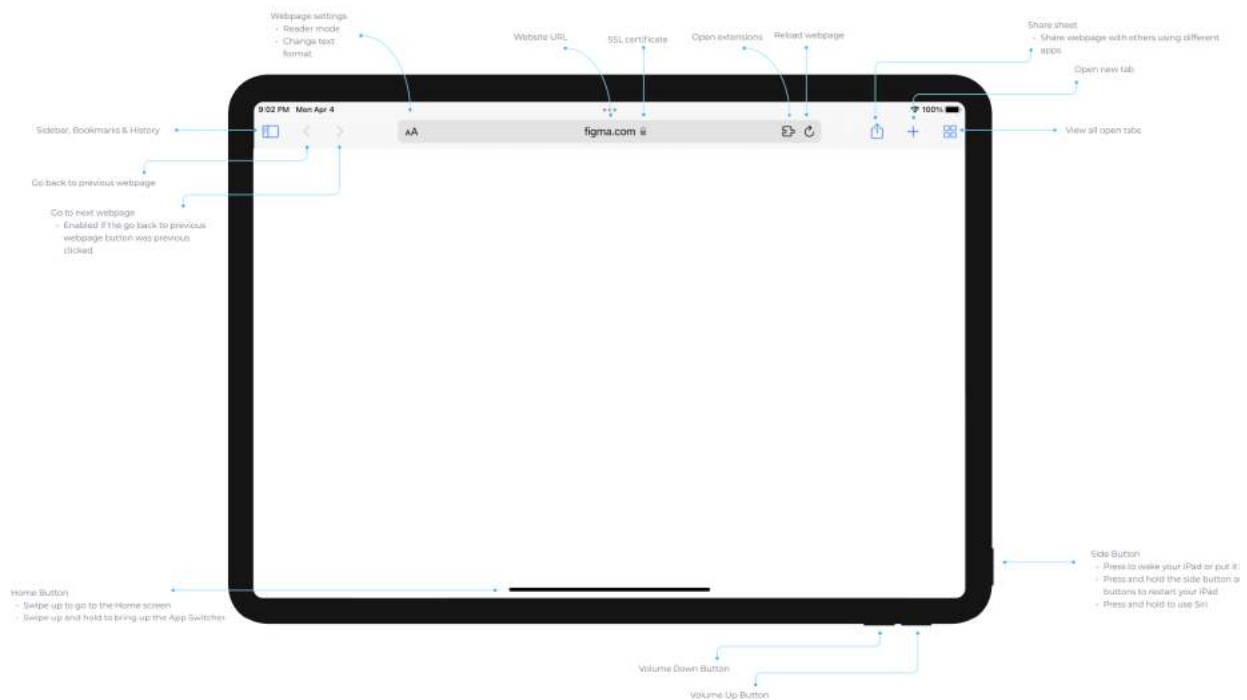 Webpage settings
- Reader mode
- Change text
format
Website URL
SSL certificate
Open extensions
Reload webpage
Share sheet
- Share webpage with others using different
apps
Open new tab
9:02 PM Mon Apr 4
100%
Sidebar, Bookmarks & History
AA
figma.com
View all open tabs
Go back to previous webpage
Go to next webpage
- Enabled if the go back to previous
webpage button was previous
clicked
Home Button
- Swipe up to go to the Home screen
- Swipe up and hold to bring up the App Switcher
Side Button
- Press to wake your iPad or put it
- Press and hold the side button
buttons to restart your iPad
- Press and hold to use Siri
Volume Down Button
Volume Up Button